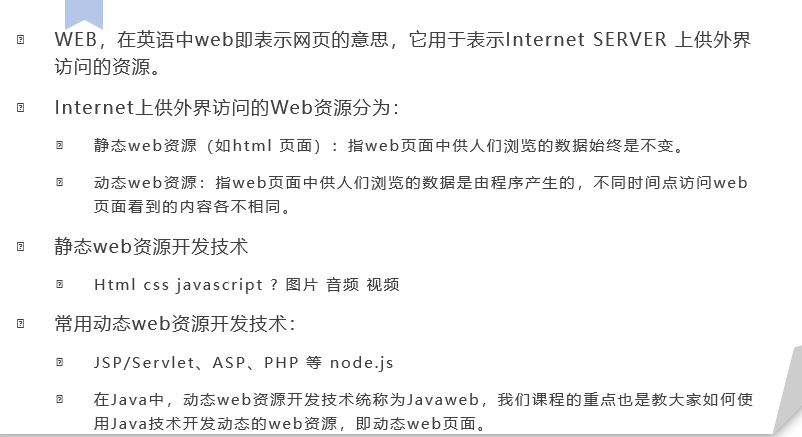 WEB，在英语中web即表示网页的意思，它用于表示Internet SERVER 上供外界
访问的资源。
Internet上供外界访问的Web资源分为：
静态web资源（如html 页面）：指web页面中供人们浏览的数据始终是不变。
动态web资源：指web页面中供人们浏览的数据是由程序产生的，不同时间点访问web
页面看到的内容各不相同。
静态web资源开发技术
Html css javascript ? 图片 音频 视频
常用动态web资源开发技术：
JSP/Servlet、ASP、PHP 等 node.js
在Java中，动态web资源开发技术统称为Javaweb，我们课程的重点也是教大家如何使
用Java技术开发动态的web资源，即动态web页面。